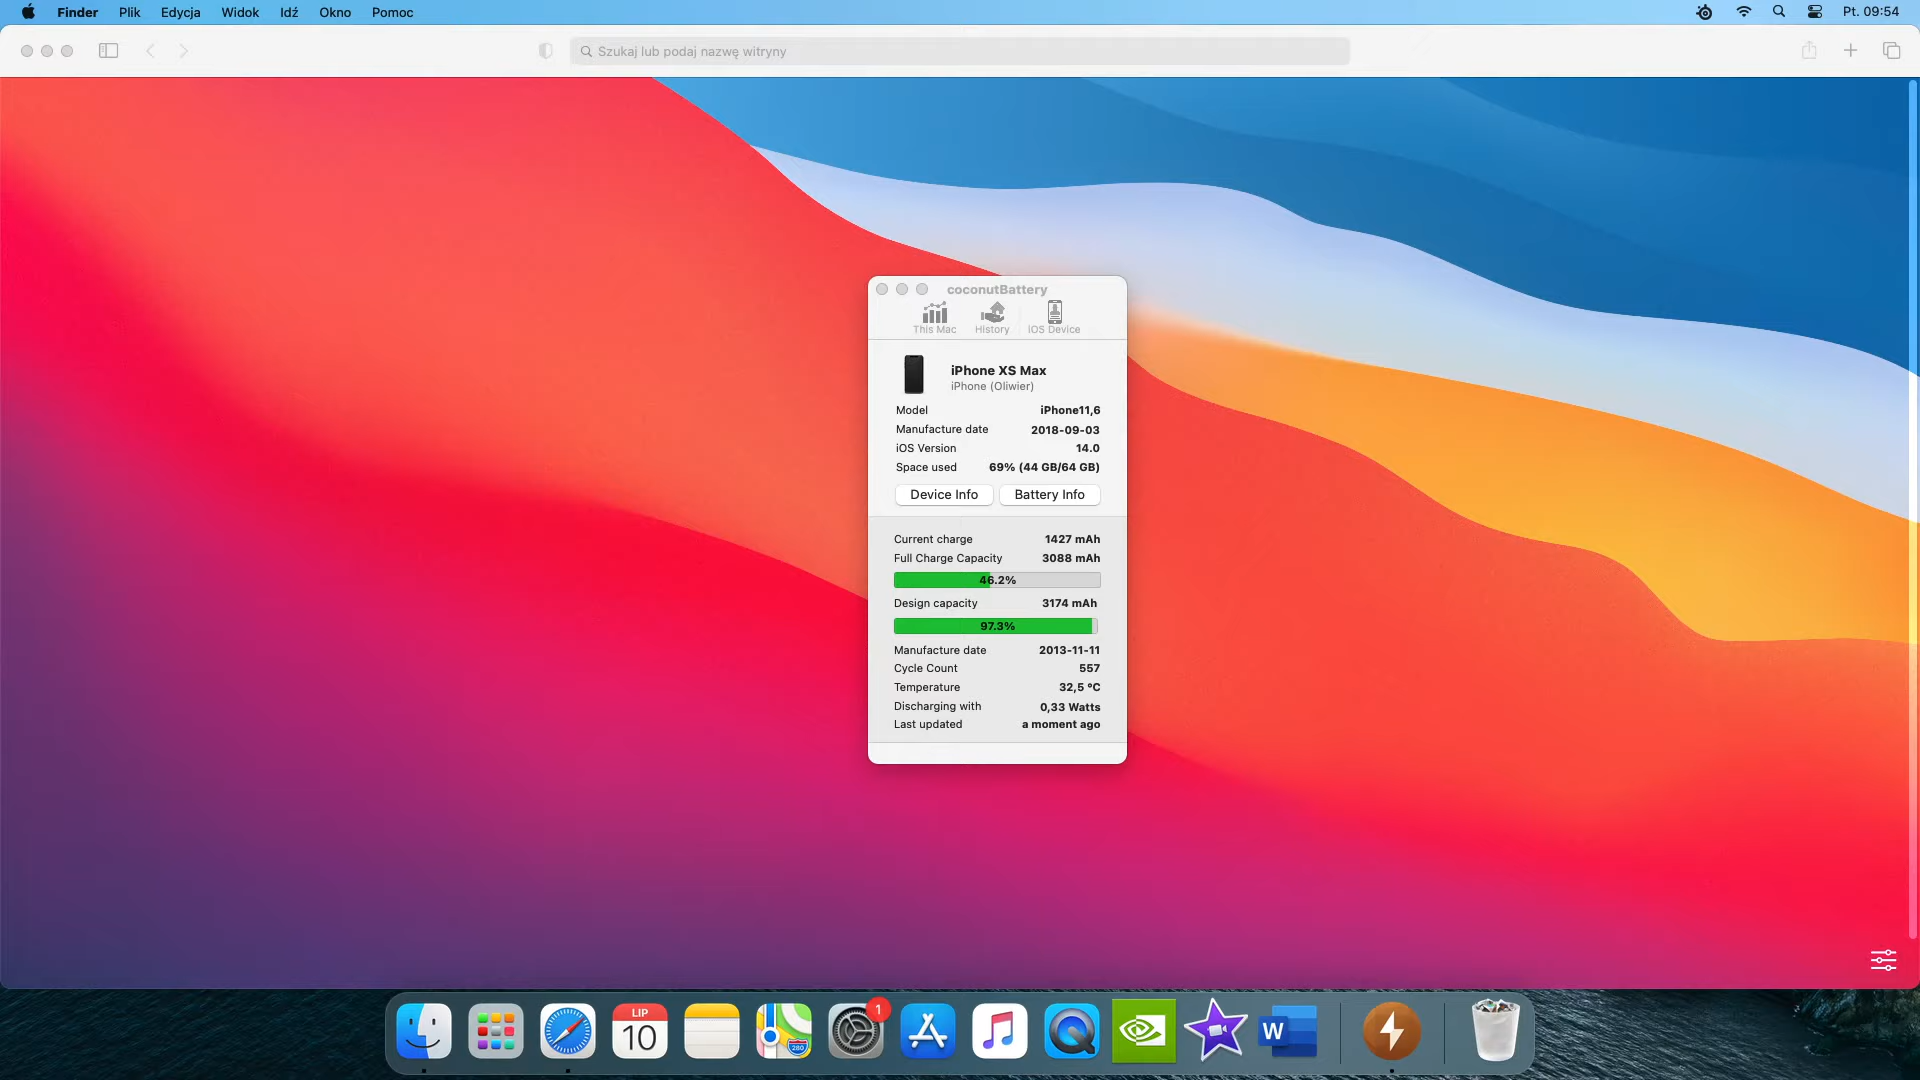 Finder Plik Edycja Widok Idź Okno Pomoc Pt. 09:54
Szukaj lub podaj nazwę witryny
coconutBattery
This Mac History iOS Device
iPhone XS Max
iPhone (Oliwier)
Model iPhone11,6
Manufacture date 2018-09-03
iOS Version 14.0
Space used 69% (44 GB/64 GB)
Device Info Battery Info
Current charge 1427 mAh
Full Charge Capacity 3088 mAh
46.2%
Design capacity 3174 mAh
97.3%
Manufacture date 2013-11-11
Cycle Count 557
Temperature 32,5 °C
Discharging with 0,33 Watts
Last updated a moment ago
LIP
10
280
1
W